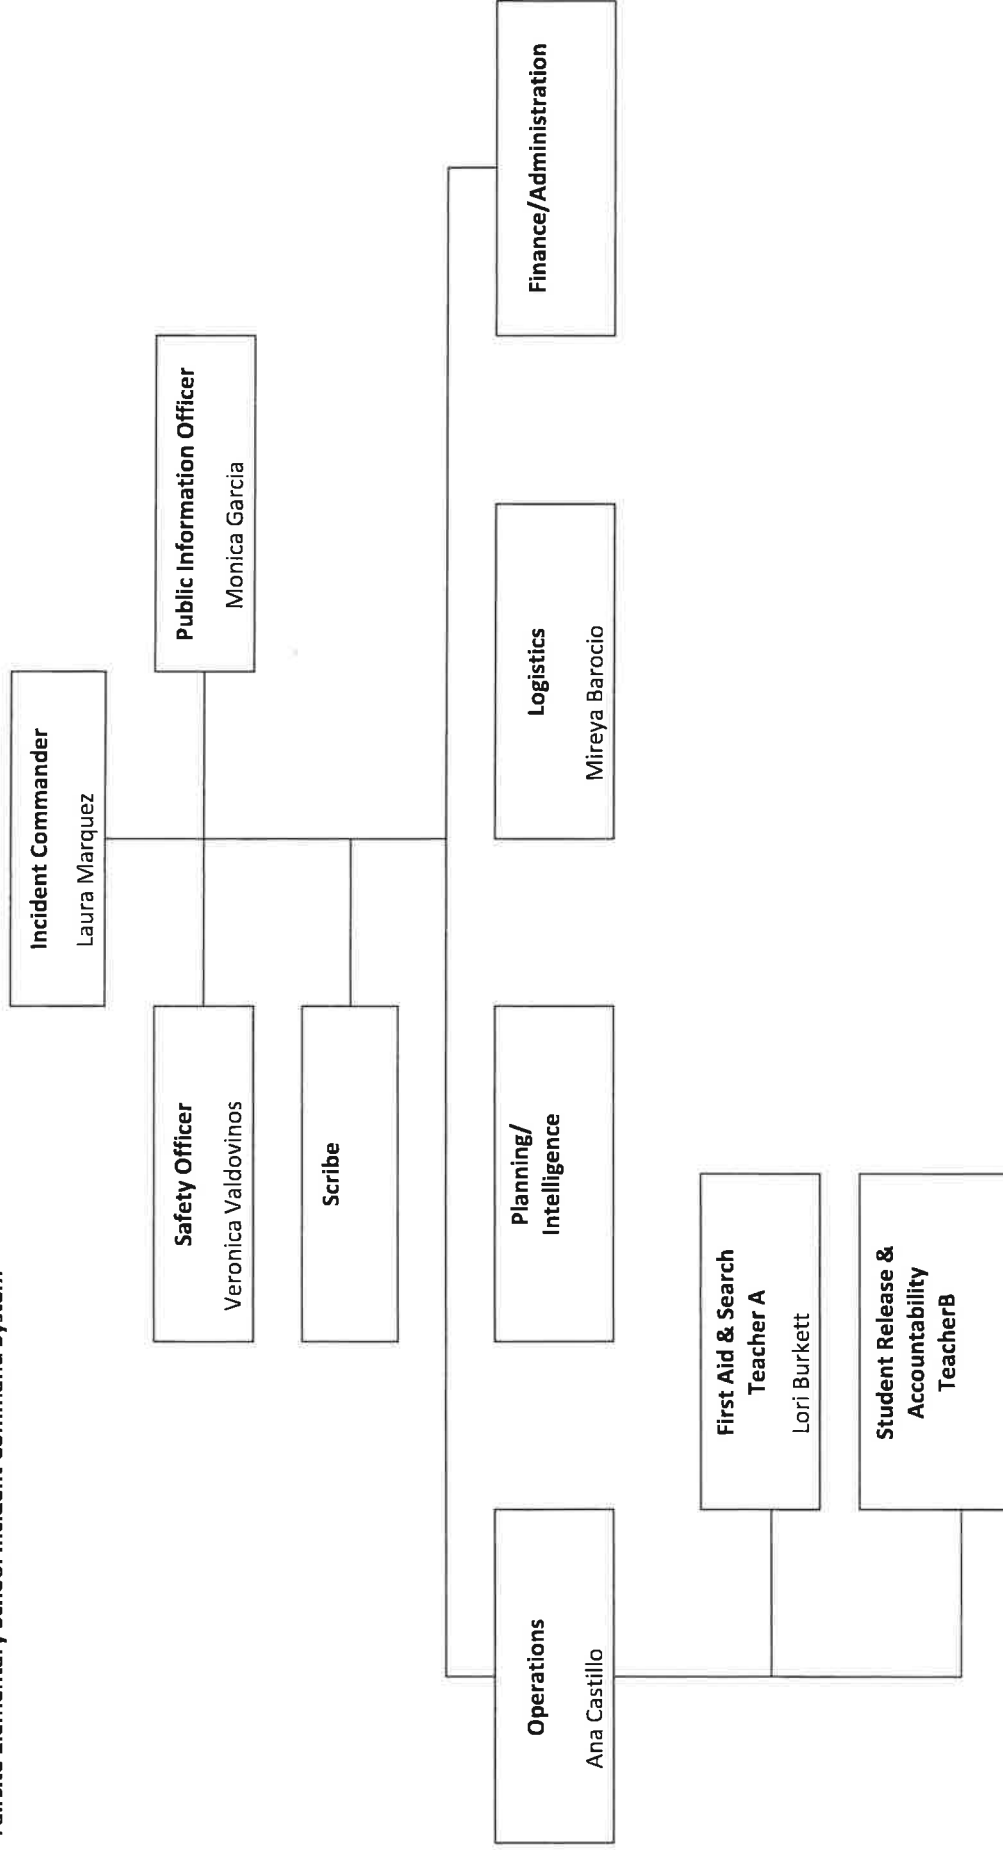 Incident Commander
Laura Marquez
Public Information Officer
Monica Garcia
Safety Officer
Veronica Valdovinos
Scribe
Operations
Ana Castillo
Planning/
Intelligence
Logistics
Mireya Barocio
Finance/Administration
First Aid & Search
Teacher A
Lori Burkett
Student Release &
Accountability
TeacherB